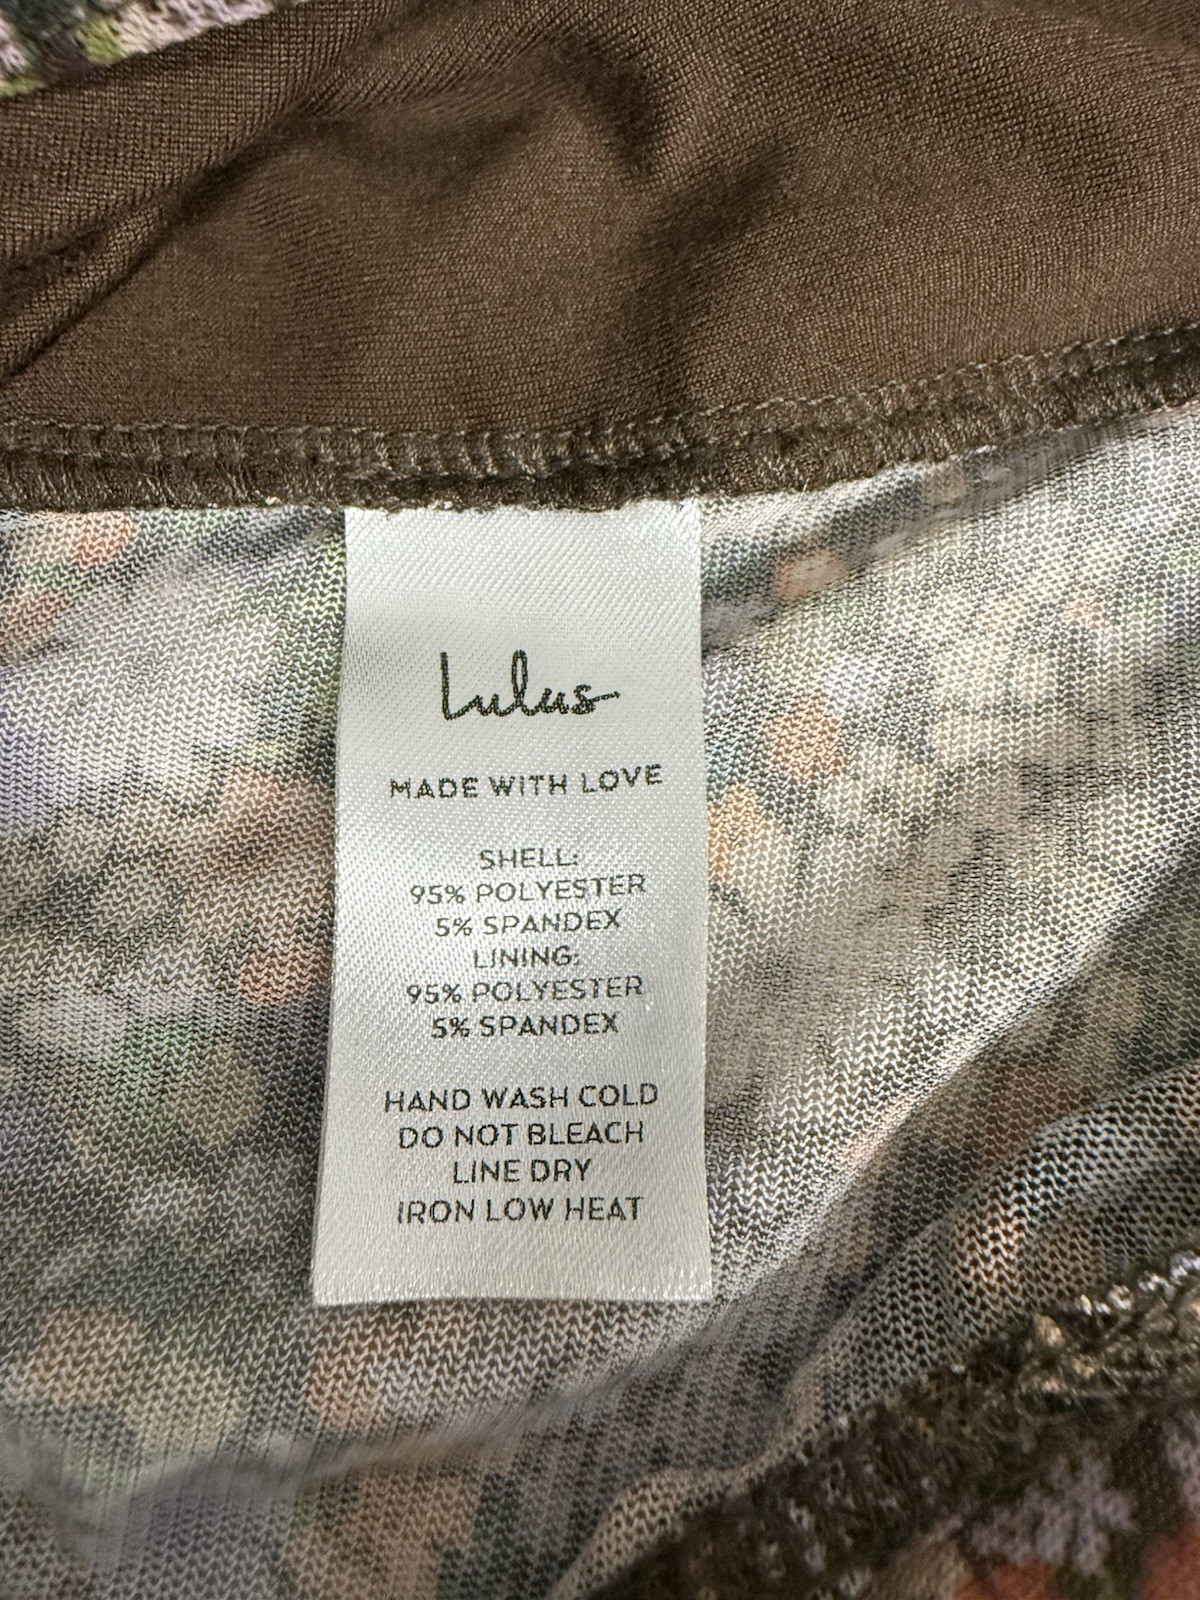 Lulus
MADE WITH LOVE
SHELL:
95% POLYESTER
5% SPANDEX
LINING:
95% POLYESTER
5% SPANDEX
HAND WASH COLD
DO NOT BLEACH
LINE DRY
IRON LOW HEAT